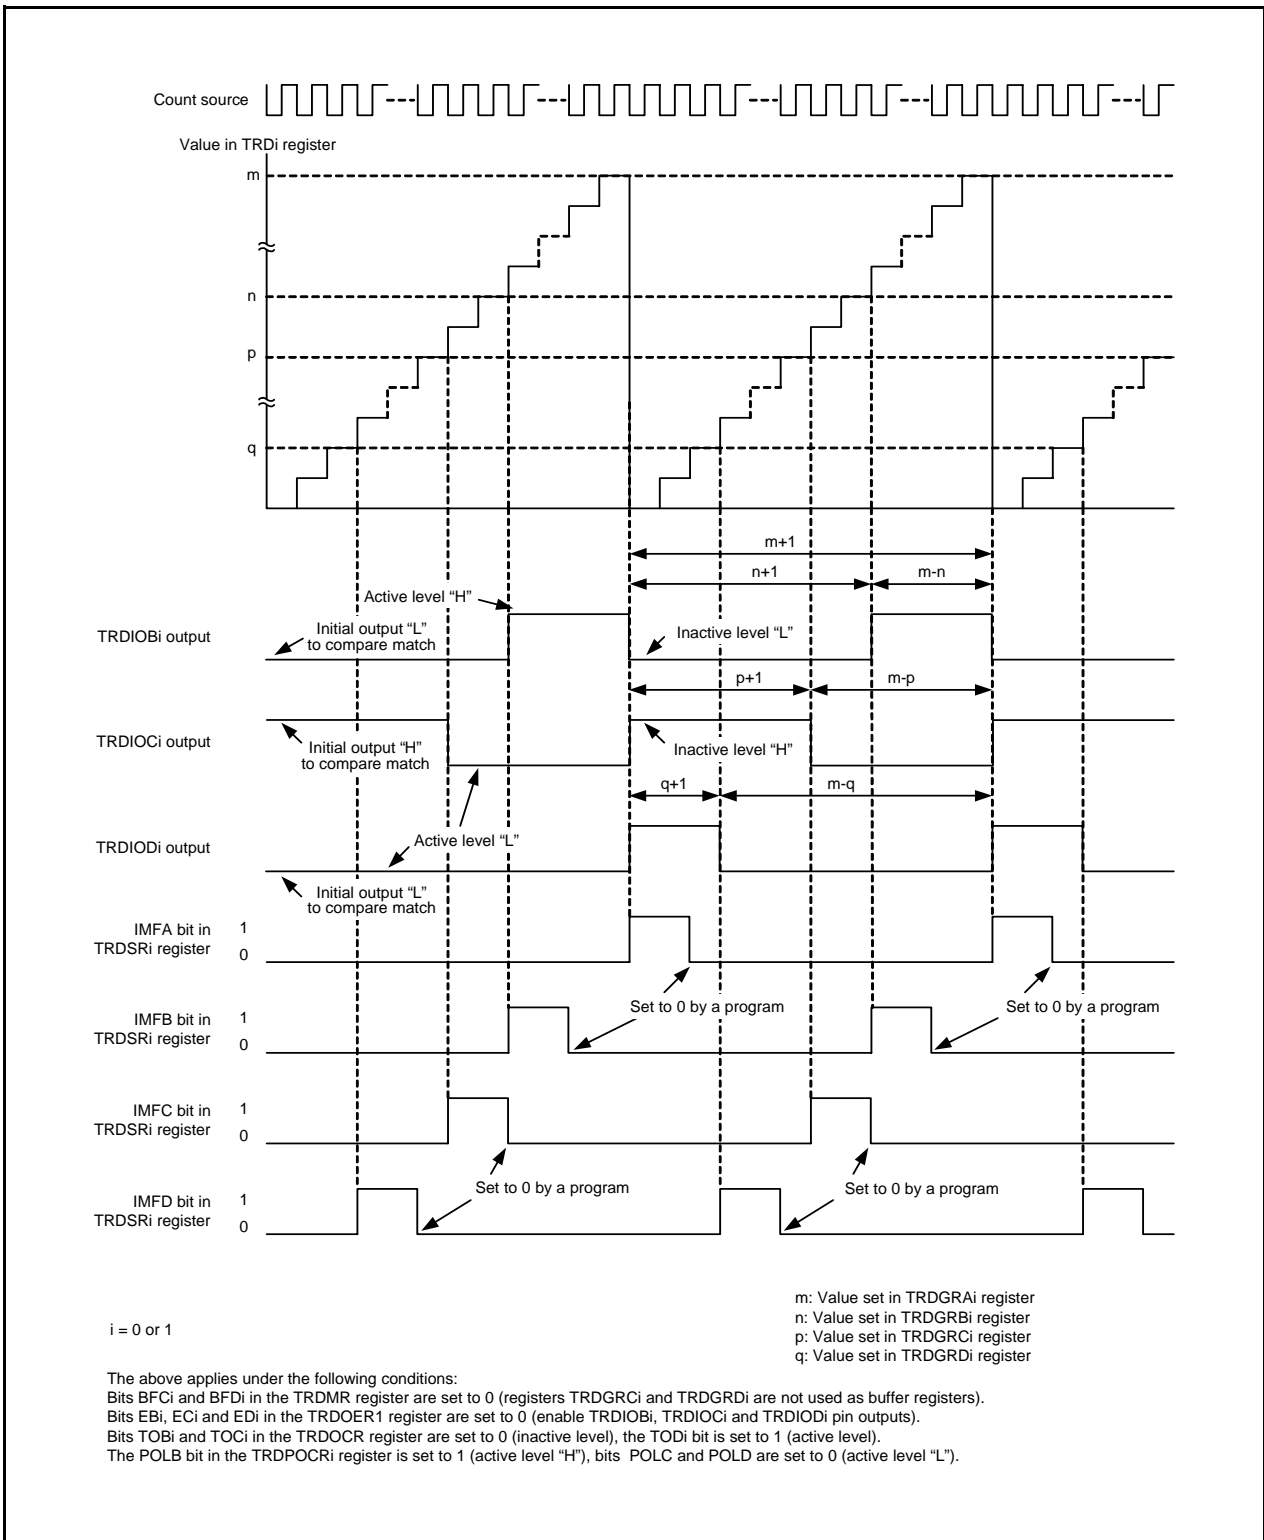 Count source
Value in TRDi register
m
n
p
q
m+1
n+1
m-n
Active level “H”
TRDIOBi output
Initial output “L”
to compare match
Inactive level “L”
p+1
m-p
TRDIOCi output
Initial output “H”
to compare match
Inactive level “H”
q+1
m-q
TRDIODi output
Active level “L”
Initial output “L”
to compare match
IMFA bit in
TRDSRi register
1
0
Set to 0 by a program
Set to 0 by a program
IMFB bit in
TRDSRi register
1
0
IMFC bit in
TRDSRi register
1
0
Set to 0 by a program
Set to 0 by a program
IMFD bit in
TRDSRi register
1
0
m: Value set in TRDGRAi register
n: Value set in TRDGRBi register
p: Value set in TRDGRCi register
q: Value set in TRDGRDi register
i = 0 or 1
The above applies under the following conditions:
Bits BFCi and BFDi in the TRDMR register are set to 0 (registers TRDGRCi and TRDGRDi are not used as buffer registers).
Bits EBi, ECi and EDi in the TRDOER1 register are set to 0 (enable TRDIOBi, TRDIOCi and TRDIODi pin outputs).
Bits TOBi and TOCi in the TRDOCR register are set to 0 (inactive level), the TODi bit is set to 1 (active level).
The POLB bit in the TRDPOCRi register is set to 1 (active level “H”), bits POLC and POLD are set to 0 (active level “L”).